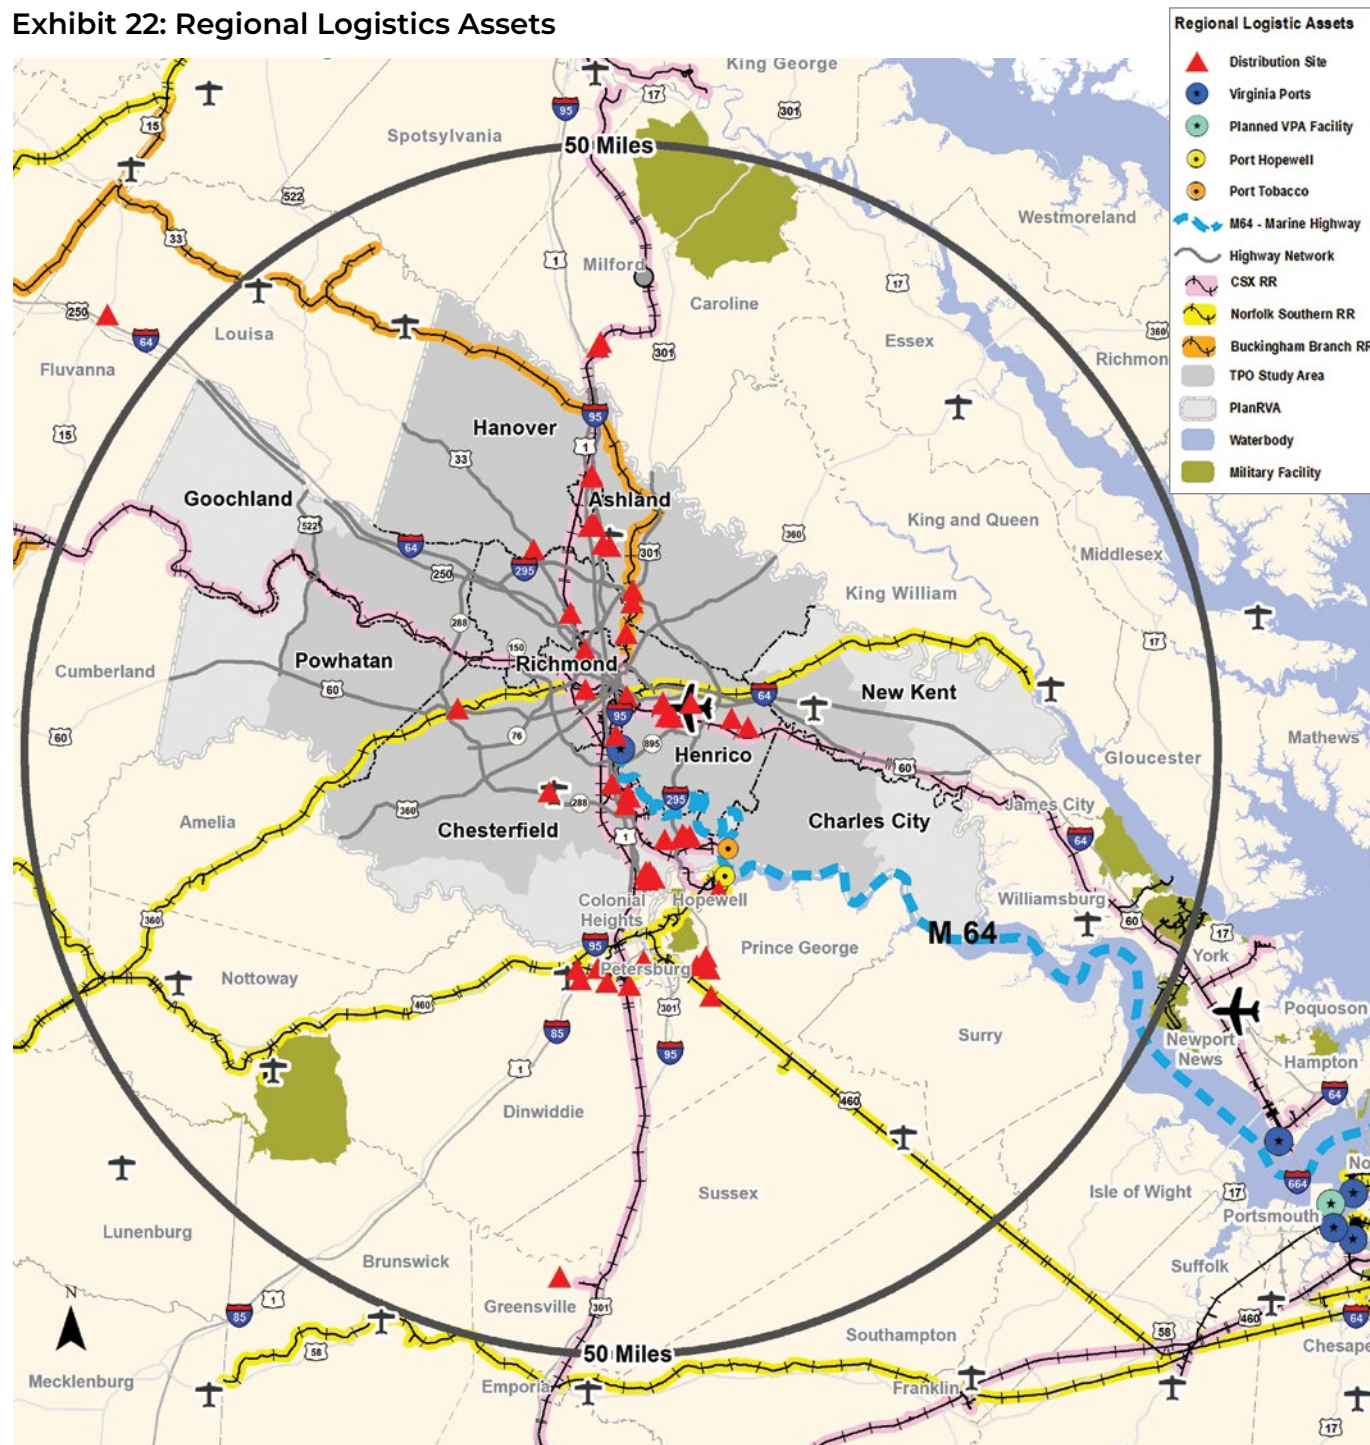 Exhibit 22: Regional Logistics Assets
Regional Logistic Assets
Distribution Site
Virginia Ports
Planned VPA Facility
Port Hopewell
Port Tobacco
M64 - Marine Highway
Highway Network
CSX RR
Norfolk Southern RR
Buckingham Branch RR
TPO Study Area
PlanRVA
Waterbody
Military Facility
King George
17
95
301
15
Spotsylvania
50 Miles
522
Westmoreland
33
1
Milford
17
250
Caroline
64
Louisa
301
Essex
360
Richmon
Fluvanna
95
Hanover
1
15
33
Goochland
Ashland
522
King and Queen
360
64
301
Middlesex
295
250
King William
288
17
150
Cumberland
Powhatan
Richmond
60
64
New Kent
95
60
76
895
Henrico
Mathews
60
Gloucester
295
James City
360
288
Amelia
Chesterfield
1
Charles City
64
Colonial
Heights
Hopewell
Williamsburg
360
60
17
M 64
95
Prince George
York
Petersburg
Nottoway
460
301
Poquoson
85
Surry
Newport
News
95
Hampton
1
64
Dinwiddie
460
No
664
Sussex
Isle of Wight
17
Portsmouth
Lunenburg
Brunswick
Suffolk
Greensville
N
1
85
301
460
64
58
Southampton
58
50 Miles
Chesape
Mecklenburg
Emporia
Franklin
17